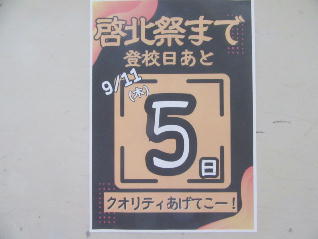 啓北祭まで
登校日あと
9/11
(木)
5日
クオリティあげてこー!